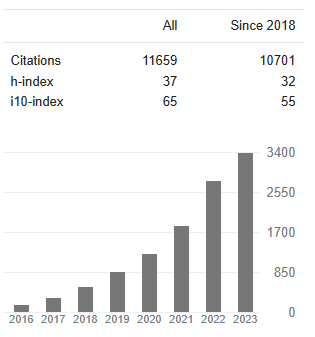 All Since 2018
Citations 11659 10701
h-index 37 32
i10-index 65 55
3400
2550
1700
850
0
2016 2017 2018 2019 2020 2021 2022 2023